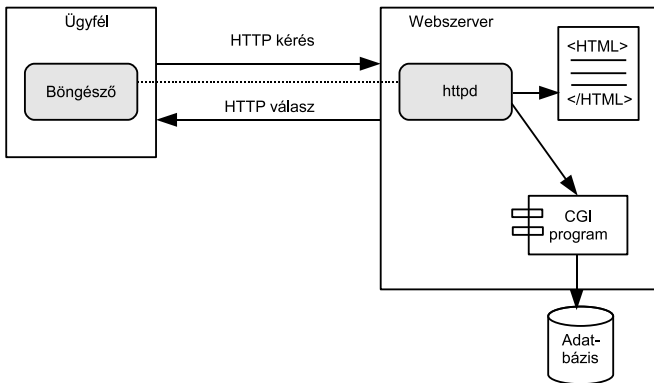 Ügyfél
Webszerver
HTTP kérés
<HTML>
Böngésző
httpd
</HTML>
HTTP válasz
CGI
program
Adat-
bázis